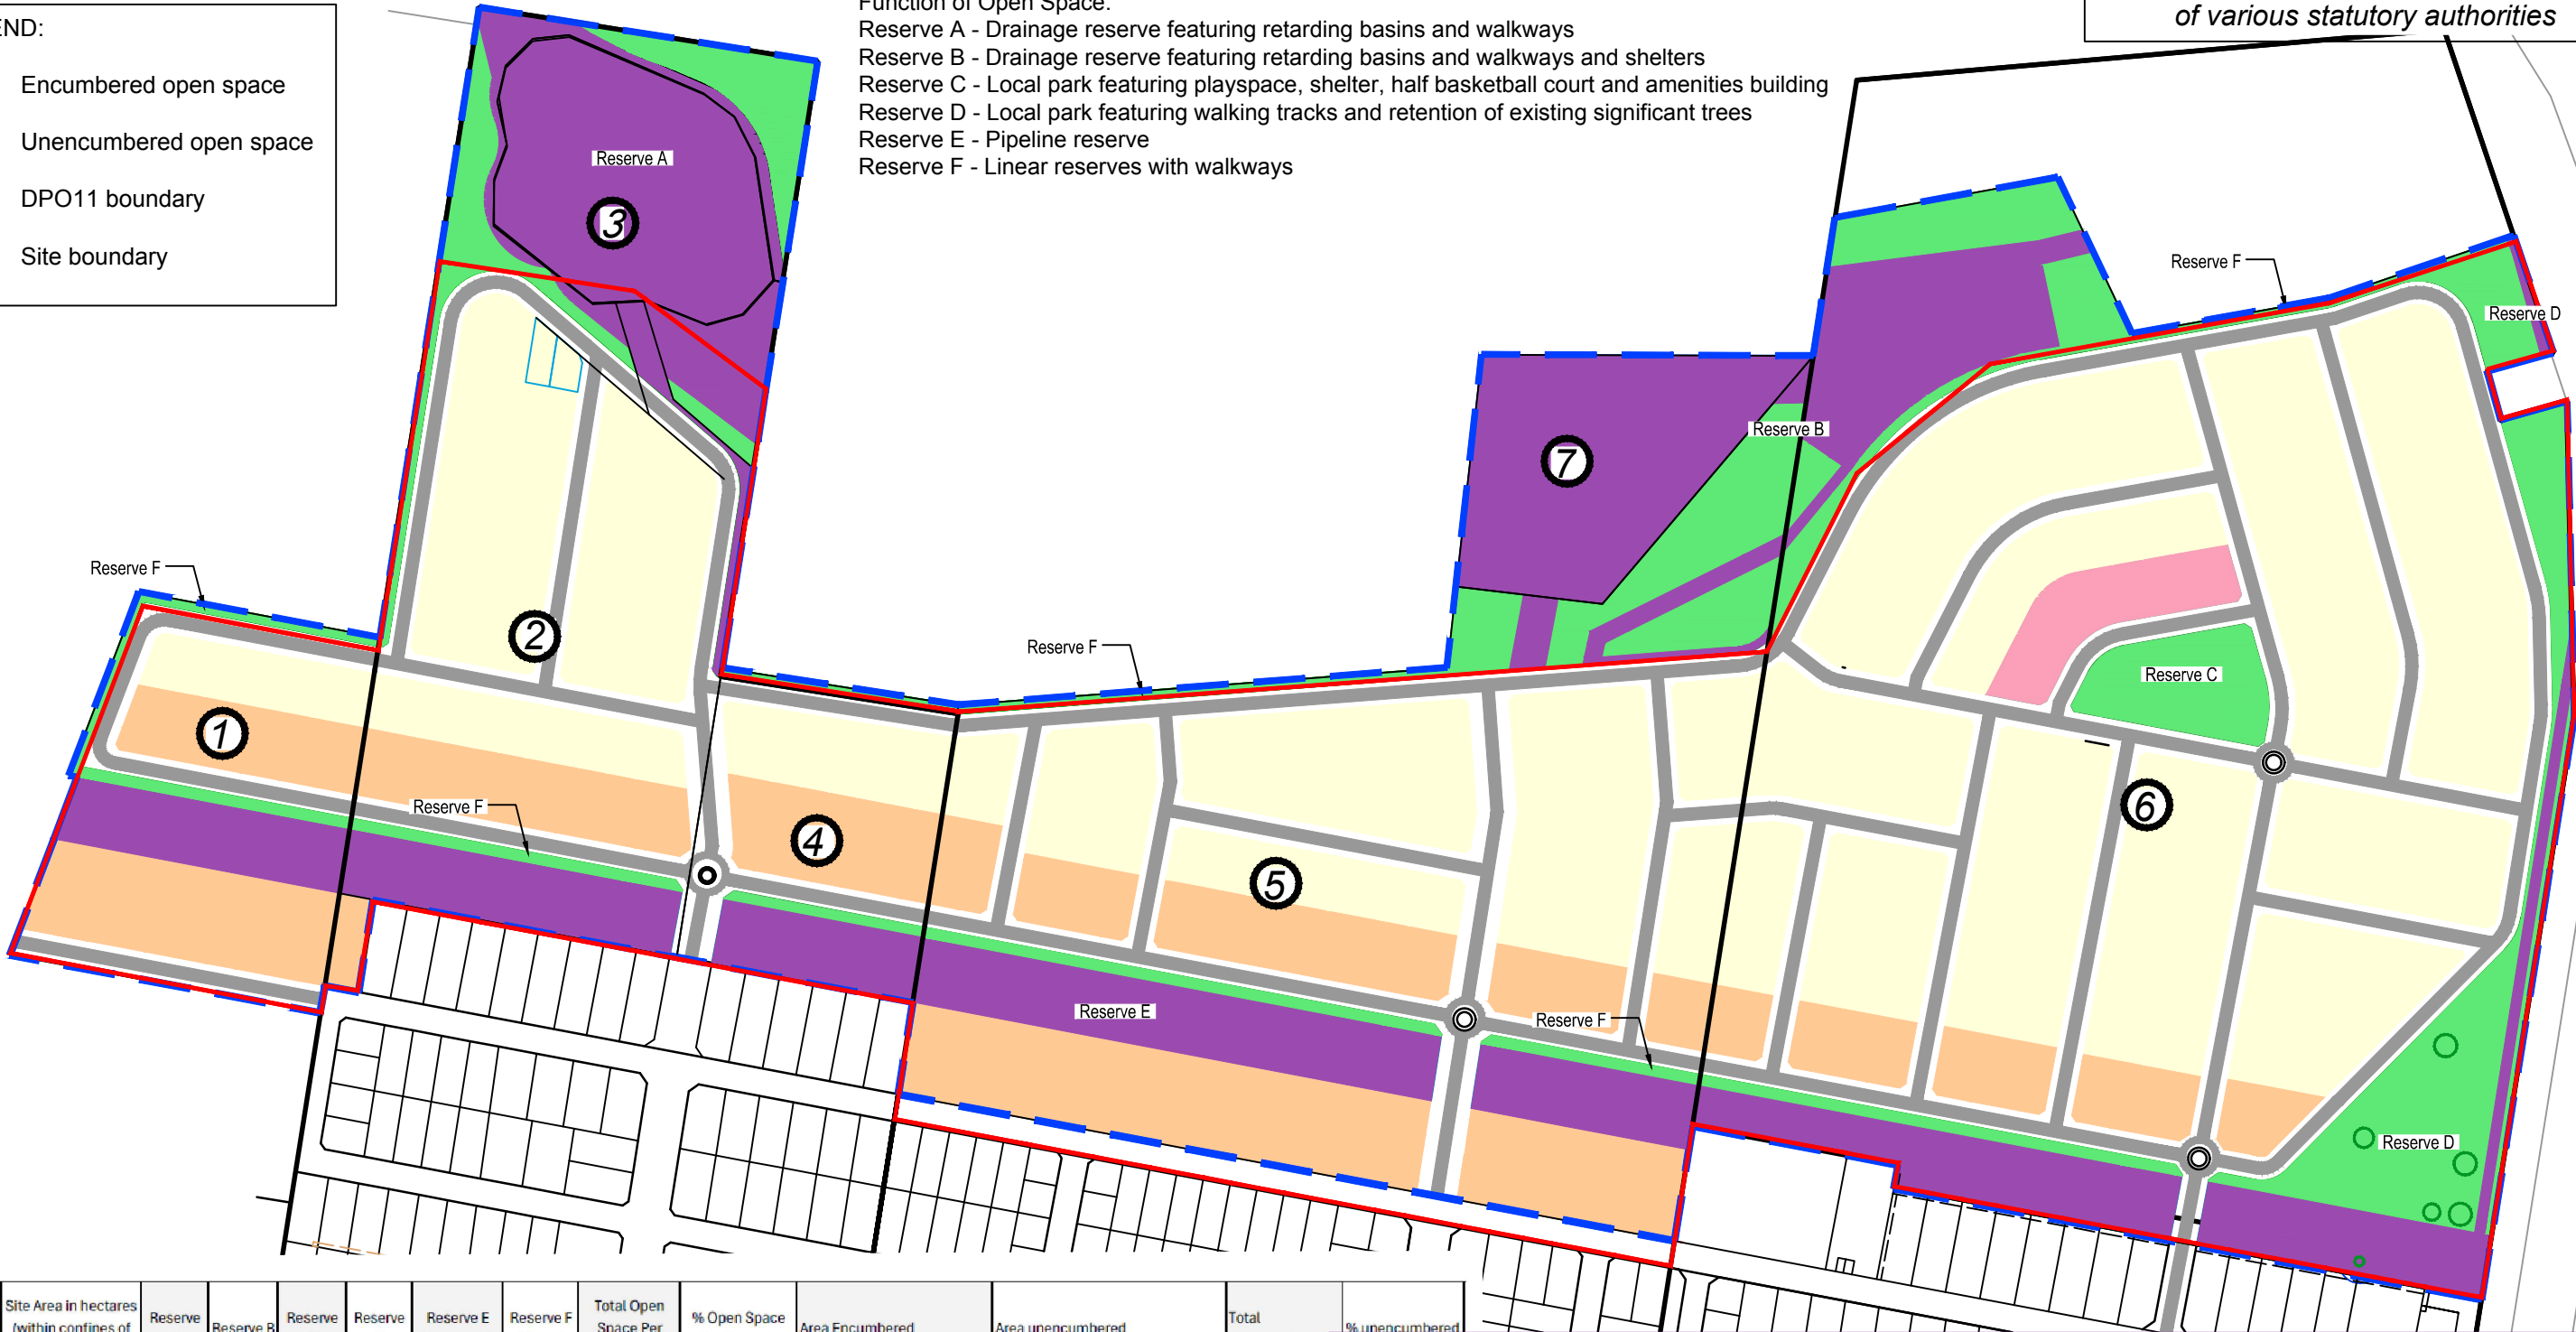 END:
Encumbered open space
Unencumbered open space
DPO11 boundary
Site boundary
Function of Open Space:
Reserve A - Drainage reserve featuring retarding basins and walkways
Reserve B - Drainage reserve featuring retarding basins and walkways and shelters
Reserve C - Local park featuring playspace, shelter, half basketball court and amenities building
Reserve D - Local park featuring walking tracks and retention of existing significant trees
Reserve E - Pipeline reserve
Reserve F - Linear reserves with walkways
of various statutory authorities
Reserve A
3
Reserve F
Reserve D
Reserve B
7
Reserve F
2
Reserve F
Reserve C
1
Reserve F
4
5
6
Reserve E
Reserve F
Reserve D
Site Area in hectares
(within confines of
Reserve
Reserve B
Reserve
Reserve
Reserve E
Reserve F
Total Open
Space Per
% Open Space
Area Encumbered
Area unencumbered
Total
% unencumbered